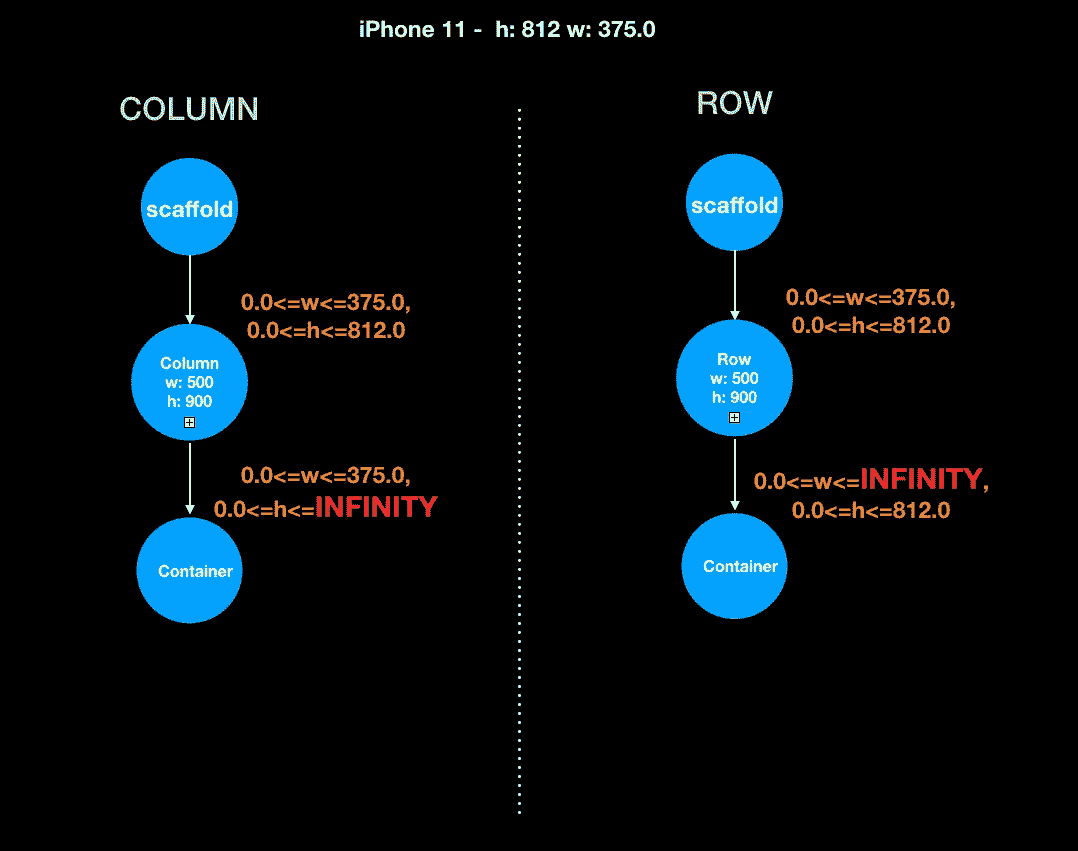 iPhone 11 - h: 812 w: 375.0
COLUMN
scaffold
0.0<=w<=375.0,
0.0<=h<=812.0
Column
w: 500
h: 900
0.0<=w<=375.0,
0.0<=h<=INFINITY
Container
ROW
scaffold
0.0<=w<=375.0,
0.0<=h<=812.0
Row
w: 500
h: 900
0.0<=w<=INFINITY,
0.0<=h<=812.0
Container